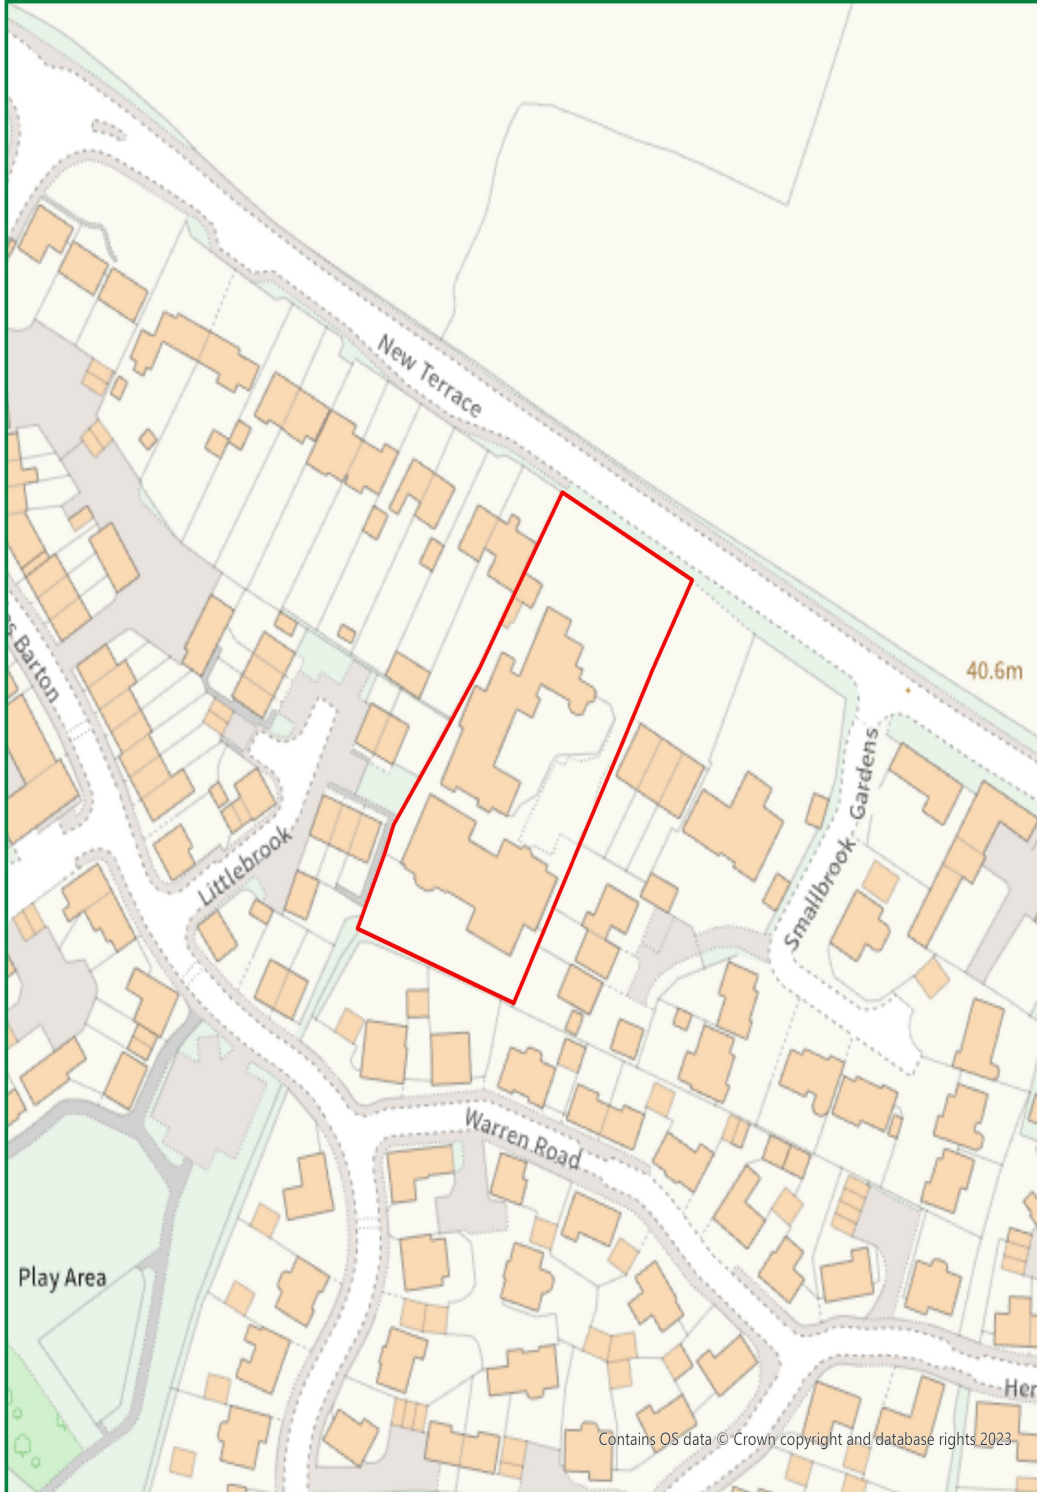 New Terrace
40.6m
Barton
Gardens
Smallbrook
Littlebrook
Warren Road
Play Area
Contains OS data © Crown copyright and database rights 2023